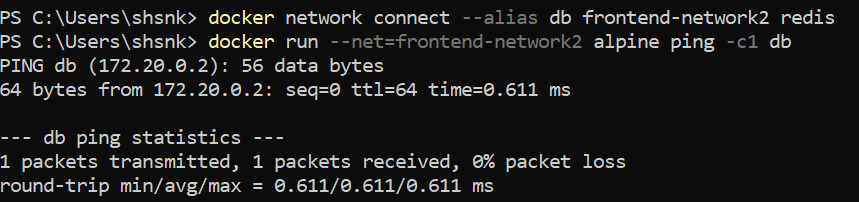 PS C:\Users\shsnk> docker network connect --alias db frontend-network2 redis
PS C:\Users\shsnk> docker run --net=frontend-network2 alpine ping -c1 db
PING db (172.20.0.2): 56 data bytes
64 bytes from 172.20.0.2: seq=0 ttl=64 time=0.611 ms

--- db ping statistics ---
1 packets transmitted, 1 packets received, 0% packet loss
round-trip min/avg/max = 0.611/0.611/0.611 ms